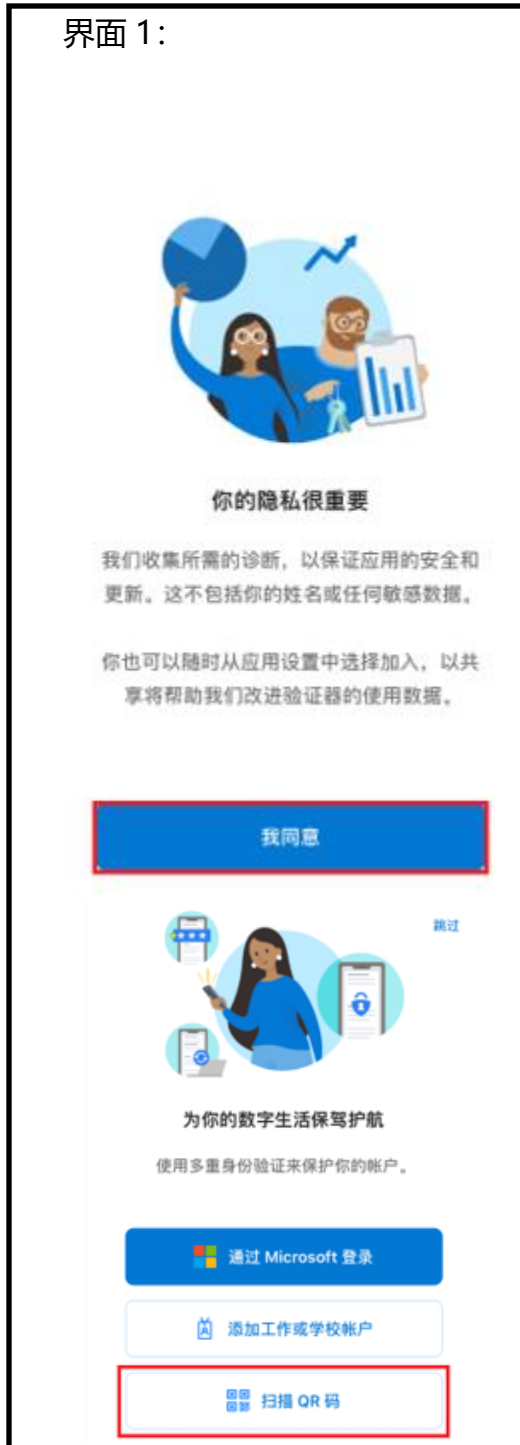 界面 1：
你的隐私很重要
我们收集所需的诊断，以保证应用的安全和
更新。这不包括你的姓名或任何敏感数据。
你也可以随时从应用设置中选择加入，以共
享将帮助我们改进验证器的使用数据。
我同意
跳过
为你的数字生活保驾护航
使用多重身份验证来保护你的帐户。
通过 Microsoft 登录
添加工作或学校帐户
扫描 QR 码